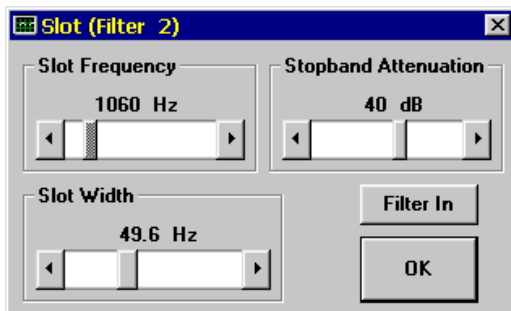 Slot (Filter 2)
Slot Frequency
1060 Hz
Stopband Attenuation
40 dB
Slot Width
49.6 Hz
Filter In
OK